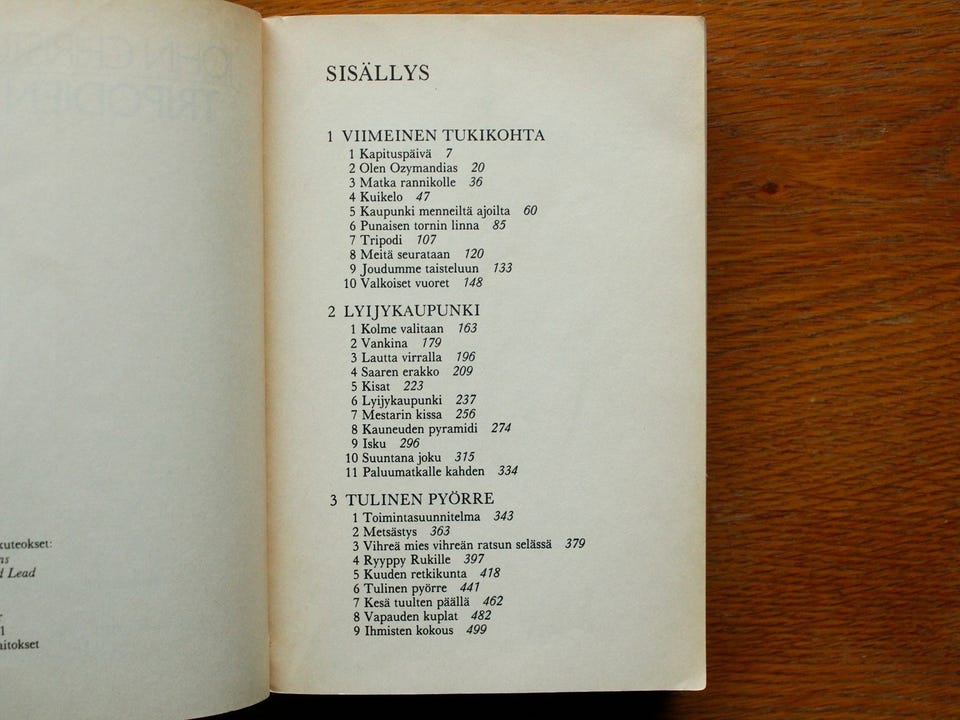 kuteokset:
ns
d Lead
1
aitokset
SISÄLLYS
1 VIIMEINEN TUKIKOHTA
1 Kapituspäivä 7
2 Olen Ozymandias 20
3 Matka rannikolle 36
4 Kuikelo 47
5 Kaupunki menneiltä ajoilta 60
6 Punaisen tornin linna 85
7 Tripodi 107
8 Meitä seurataan 120
9 Joudumme taisteluun 133
10 Valkoiset vuoret 148
2 LYIJYKAUPUNKI
1 Kolme valitaan 163
2 Vankina 179
3 Lautta virralla 196
4 Saaren erakko 209
5 Kisat 223
6 Lyijykaupunki 237
7 Mestarin kissa 256
8 Kauneuden pyramidi 274
9 Isku 296
10 Suuntana joku 315
11 Paluumatkalle kahden 334
3 TULINEN PYÖRRE
1 Toimintasuunnitelma 343
2 Metsästys 363
3 Vihreä mies vihreän ratsun selässä 379
4 Ryyppy Rukille 397
5 Kuuden retkikunta 418
6 Tulinen pyörre 441
7 Kesä tuulten päällä 462
8 Vapauden kuplat 482
9 Ihmisten kokous 499